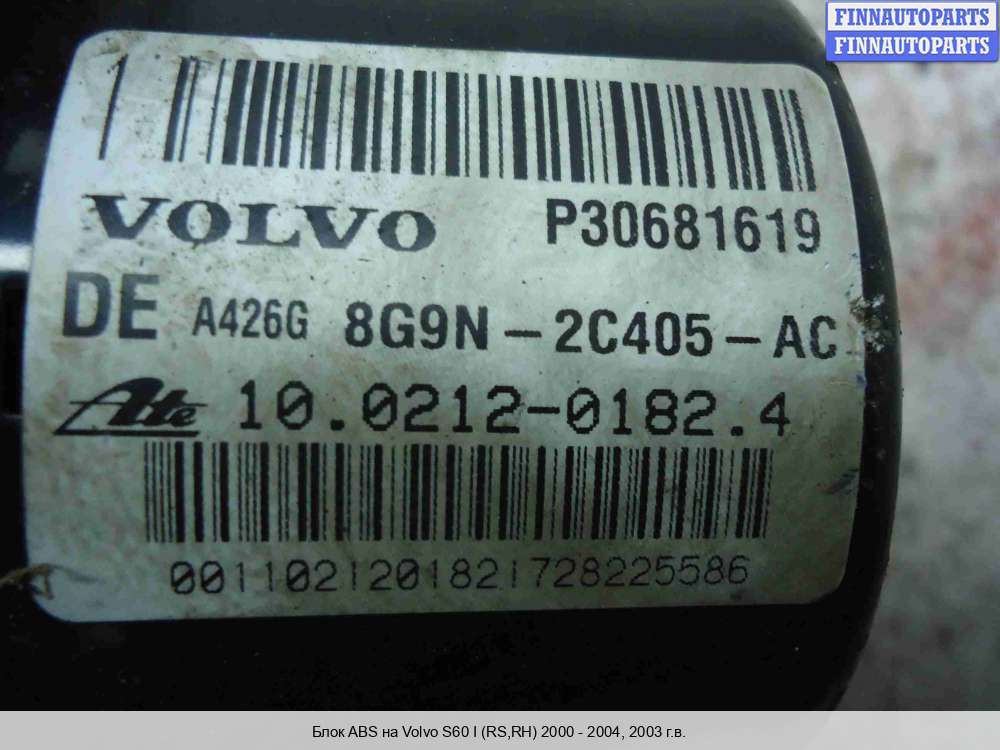 FINNAUTOPARTS
FINNAUTOPARTS
VOLVO P30681619
DE A426G 8G9N-2C405-AC
Ate 10.0212-0182.4
0011021201821728225586
Блок ABS на Volvo S60 I (RS,RH) 2000 - 2004, 2003 г.в.